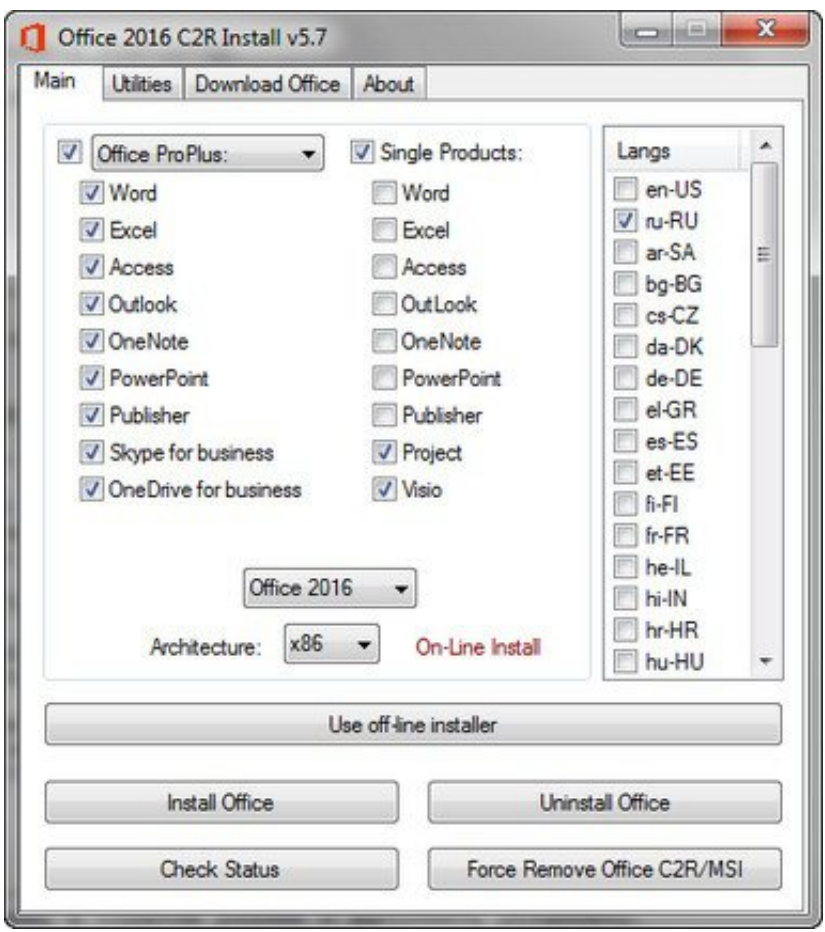 Office 2016 C2R Install v5.7
Main Utilities Download Office About
Office ProPlus:
Word
Excel
Access
Outlook
OneNote
PowerPoint
Publisher
Skype for business
OneDrive for business
Single Products:
Word
Excel
Access
OutLook
OneNote
PowerPoint
Publisher
Project
Visio
Office 2016
Architecture: x86 On-Line Install
Langs
en-US
ru-RU
ar-SA
bg-BG
cs-CZ
da-DK
de-DE
el-GR
es-ES
et-EE
fi-FI
fr-FR
he-IL
hi-IN
hr-HR
hu-HU
Use off-line installer
Install Office Uninstall Office
Check Status Force Remove Office C2R/MSI